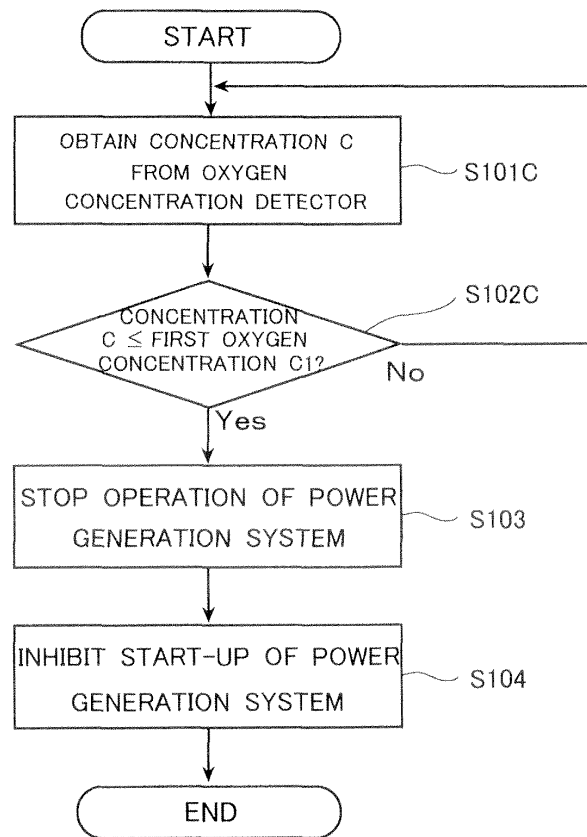 START
OBTAIN CONCENTRATION C
FROM OXYGEN
CONCENTRATION DETECTOR
S101C
S102C
CONCENTRATION
C ≤ FIRST OXYGEN
CONCENTRATION C1?
No
Yes
STOP OPERATION OF POWER
GENERATION SYSTEM
S103
INHIBIT START-UP OF POWER
GENERATION SYSTEM
S104
END